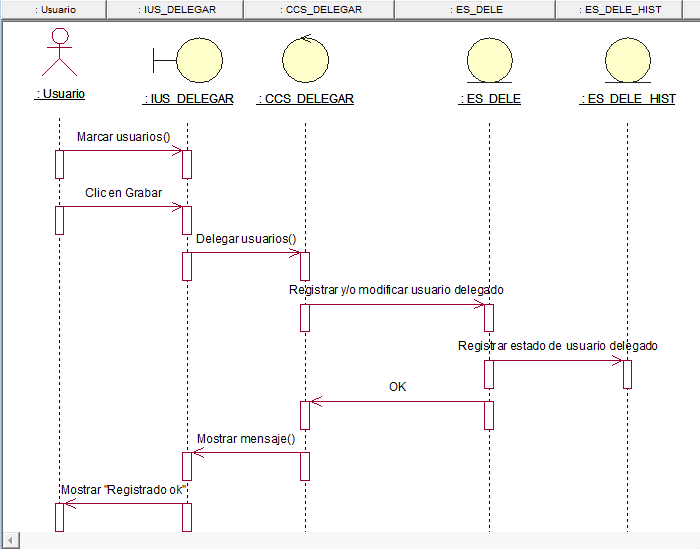 : Usuario
: IUS_DELEGAR
: CCS_DELEGAR
: ES_DELE
: ES_DELE_HIST
: Usuario
: IUS_DELEGAR
: CCS_DELEGAR
: ES_DELE
: ES_DELE_HIST
Marcar usuarios()
Clic en Grabar
Delegar usuarios()
Registrar y/o modificar usuario delegado
Registrar estado de usuario delegado
OK
Mostrar mensaje()
Mostrar "Registrado ok"